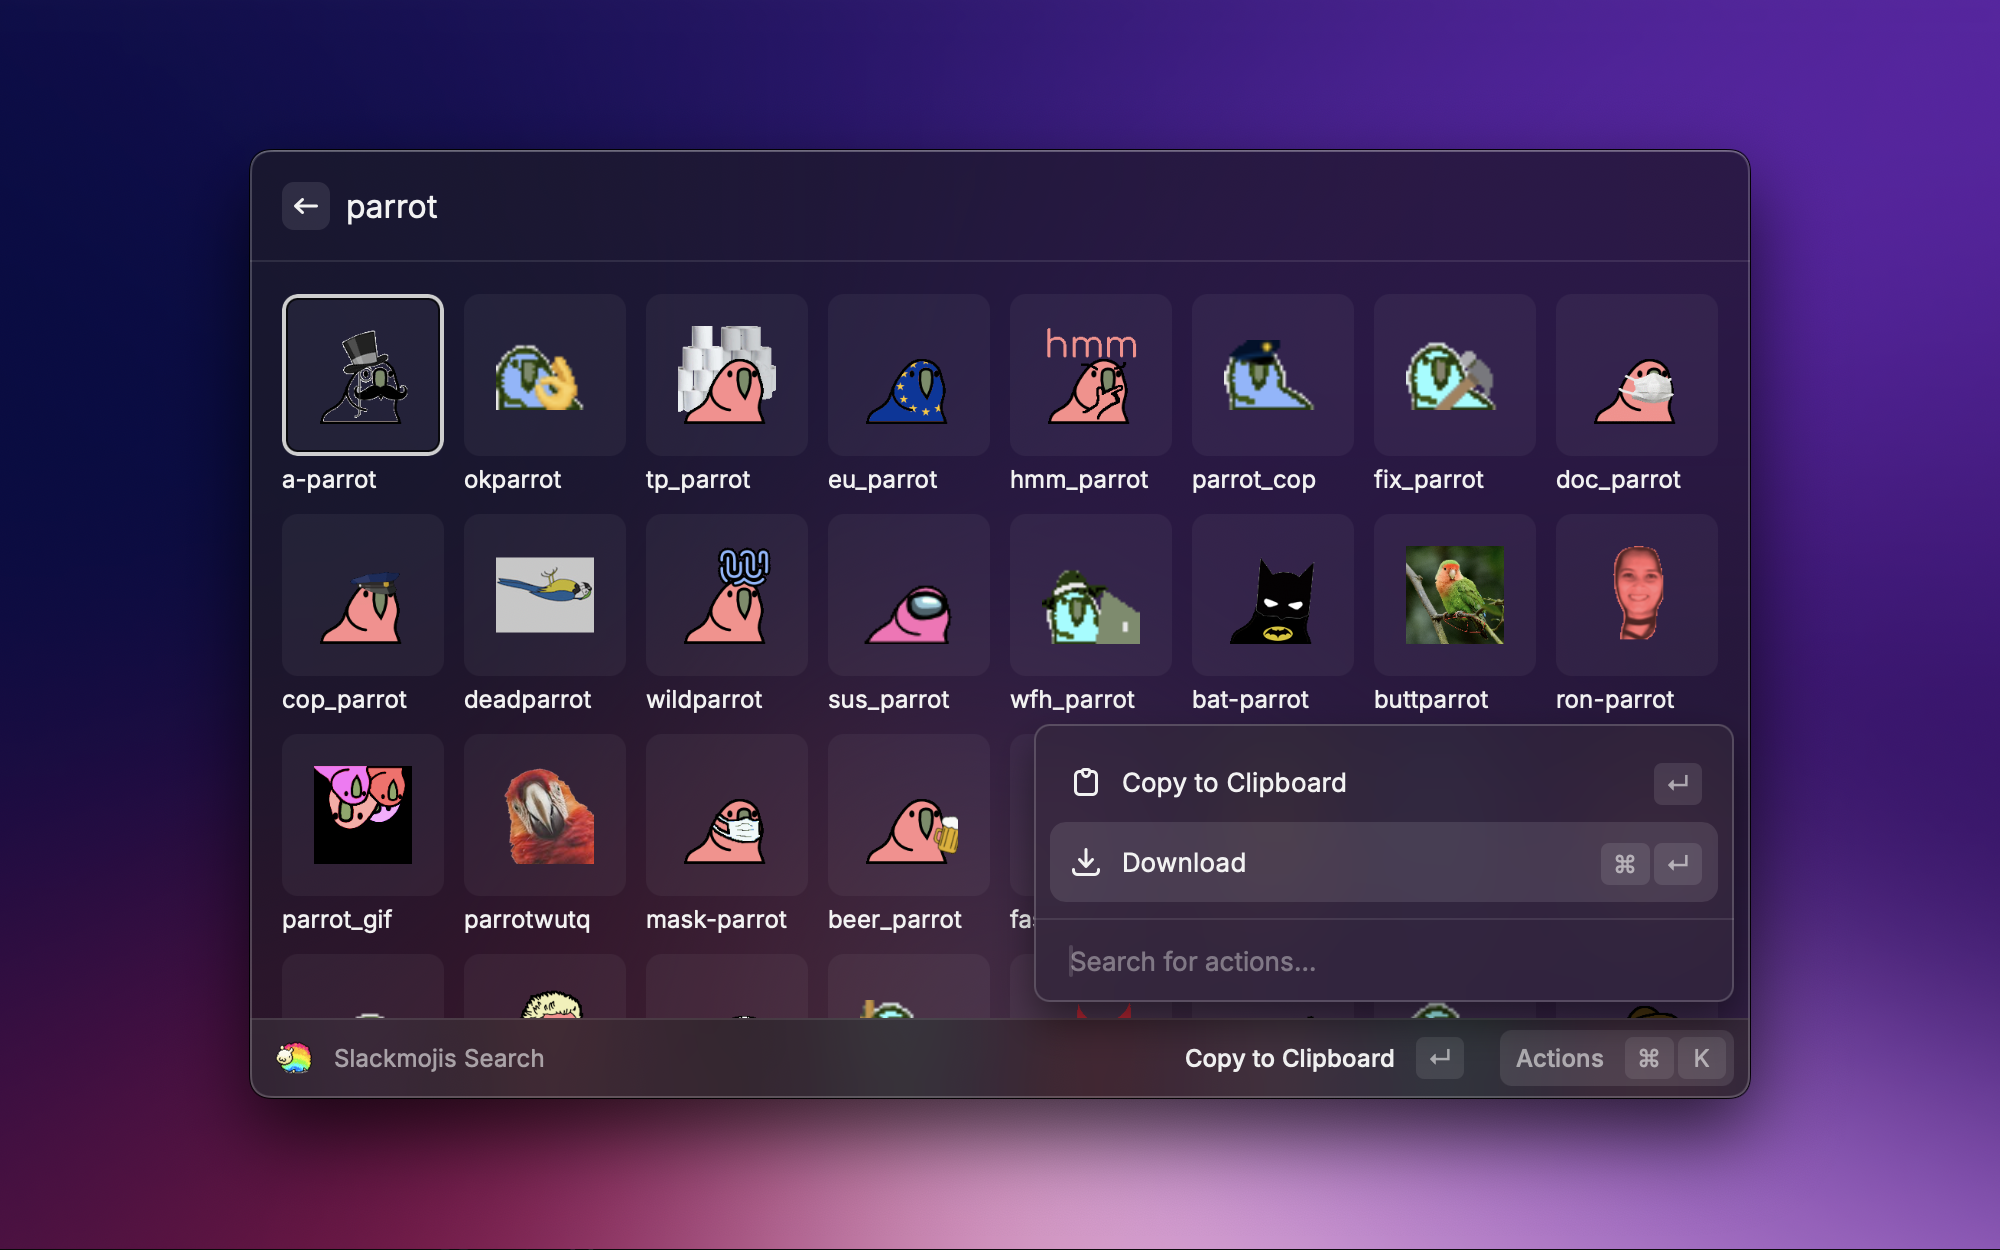 parrot
hmm
a-parrot
okparrot
tp_parrot
eu_parrot
hmm_parrot
parrot_cop
fix_parrot
doc_parrot
cop_parrot
deadparrot
wildparrot
sus_parrot
wfh_parrot
bat-parrot
buttparrot
ron-parrot
parrot_gif
parrotwutq
mask-parrot
beer_parrot
Copy to Clipboard
Download ⌘
Search for actions...
Slackmojis Search
Copy to Clipboard
Actions ⌘ K